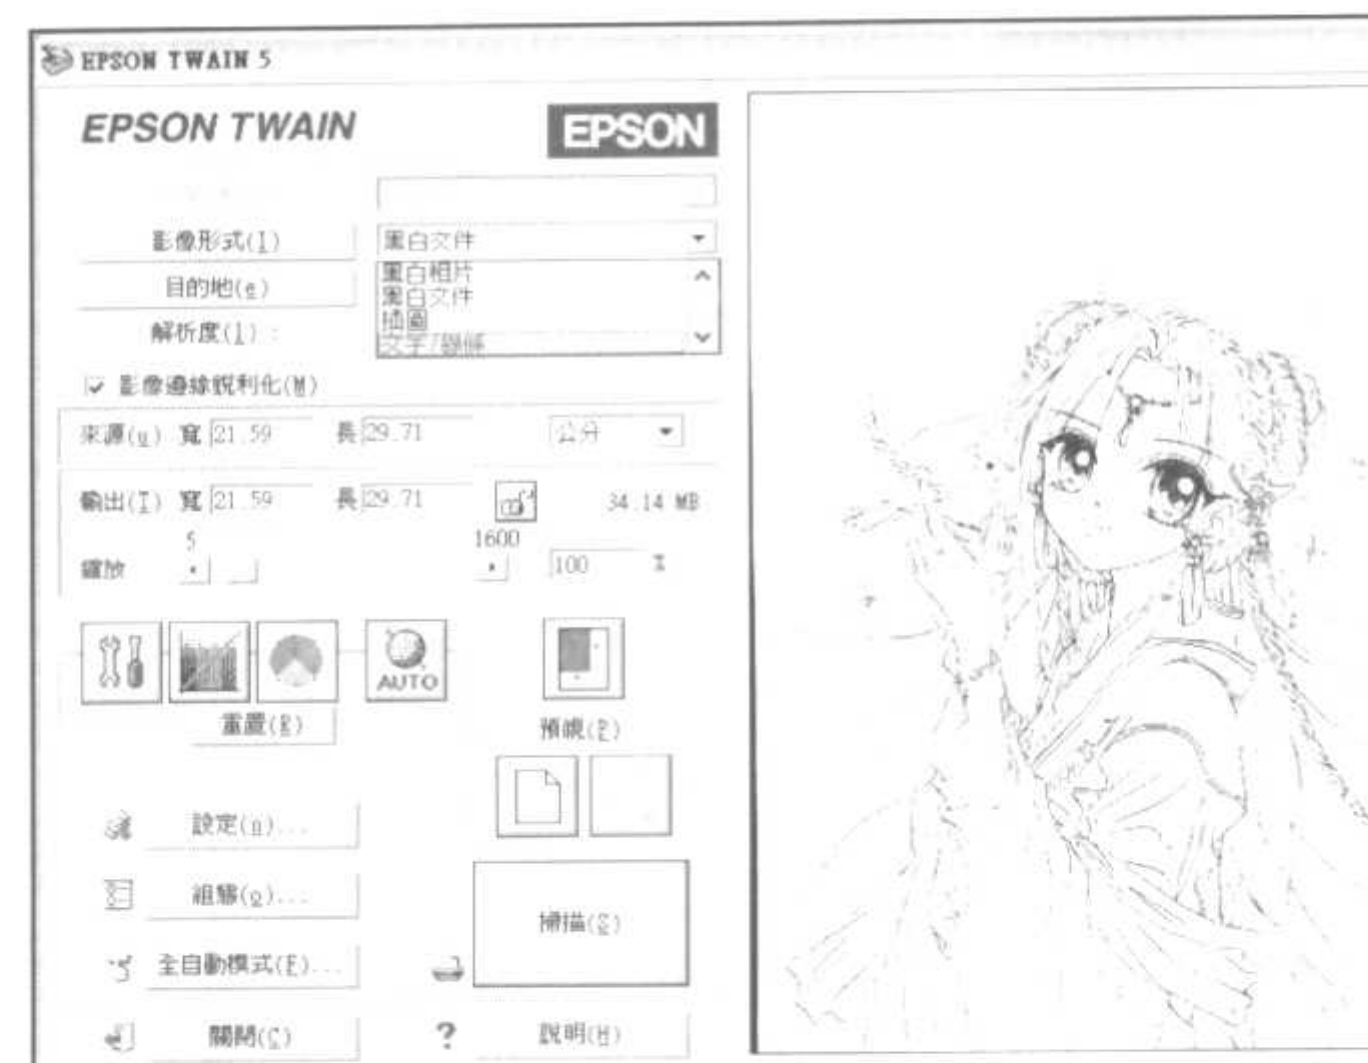 EPSON TWAIN 5
EPSON TWAIN EPSON
影像形式(I) 黑白文件
目的地(e) 黑白相片
黑白文件
插圖
解析度(l) : 文字/線條
影像邊緣銳利化(M)
來源(u) 寬 21.59 長 29.71 公分
輸出(T) 寬 21.59 長 29.71 34.14 MB
5 1600
縮放 100 %
AUTO
重置(R) 預視(P)
設定(n)...
組態(o)...
掃描(S)
全自動模式(F)...
關閉(C) ? 說明(H)